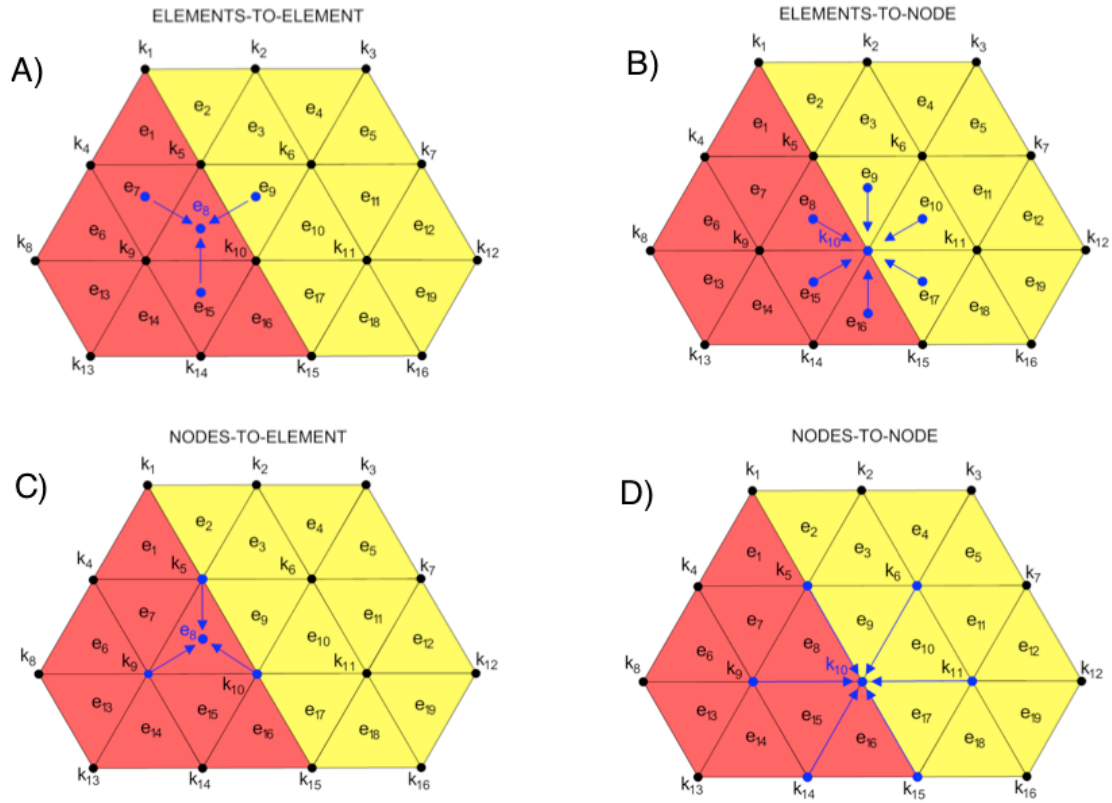 ELEMENTS-TO-ELEMENT
A)
k1 k2 k3
e2 e4
e1 e3 e5
k4 k5 k6 k7
e7 e8 e9
e11
e6 e10 e12
k8 k9 k10 k11 k12
e13 e15 e17 e19
e14 e16 e18
k13 k14 k15 k16
ELEMENTS-TO-NODE
B)
k1 k2 k3
e2 e4
e1 e3 e5
k4 k5 k6 k7
e9
e7 e11
e8 e10
e6 e12
k8 k9 k10 k11 k12
e13 e15 e17 e19
e14 e16 e18
k13 k14 k15 k16
NODES-TO-ELEMENT
C)
k1 k2 k3
e2 e4
e1 e3 e5
k4 k5 k6 k7
e7 e9 e11
e6 e8 e10 e12
k8 k9 k10 k11 k12
e13 e15 e17 e19
e14 e16 e18
k13 k14 k15 k16
NODES-TO-NODE
D)
k1 k2 k3
e2 e4
e1 e3 e5
k4 k5 k6 k7
e7 e9 e11
e6 e8 e10 e12
k8 k9 k10 k11 k12
e13 e15 e17 e19
e14 e16 e18
k13 k14 k15 k16